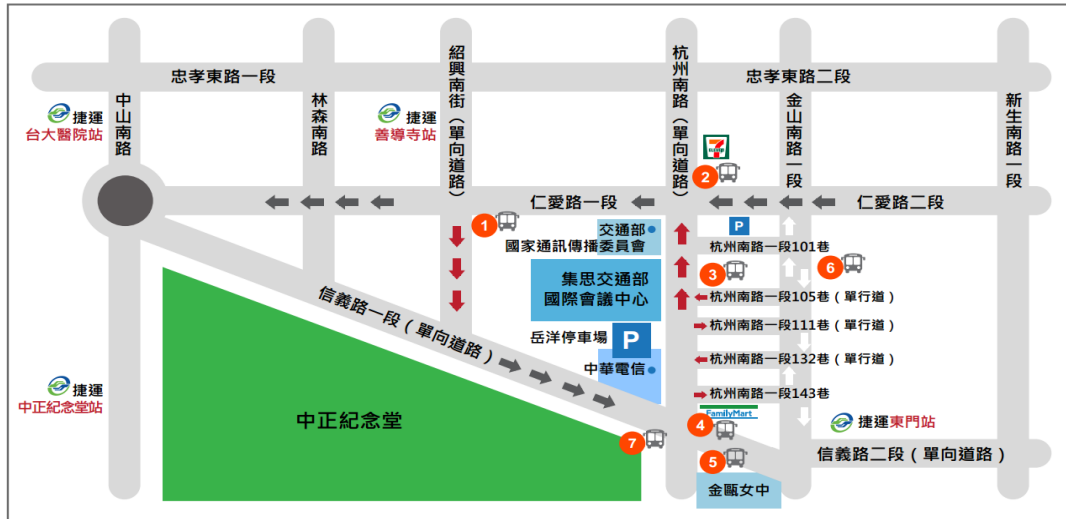 忠孝東路一段
忠孝東路二段
中山南路
林森南路
紹興南街（單向道路）
杭州南路（單向道路）
金山南路一段
新生南路一段
捷運
台大醫院站
捷運
善導寺站
7
ELEVEN
2
仁愛路一段
仁愛路二段
1
交通部
國家通訊傳播委員會
P
杭州南路一段101巷
3
6
集思交通部
國際會議中心
杭州南路一段105巷（單行道）
信義路一段（單向道路）
岳洋停車場
P
杭州南路一段111巷（單行道）
中華電信
杭州南路一段132巷（單行道）
捷運
中正紀念堂站
杭州南路一段143巷
中正紀念堂
FamilyMart
4
捷運東門站
7
5
信義路二段（單向道路）
金甌女中